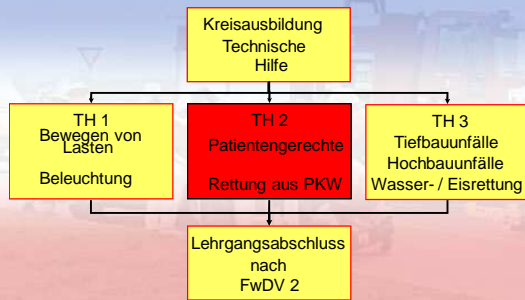 Kreisausbildung
Technische
Hilfe
TH 1
Bewegen von
Lasten
Beleuchtung
TH 2
Patientengerechte
Rettung aus PKW
TH 3
Tiefbauunfälle
Hochbauunfälle
Wasser- / Eisrettung
Lehrgangsabschluss
nach
FwDV 2